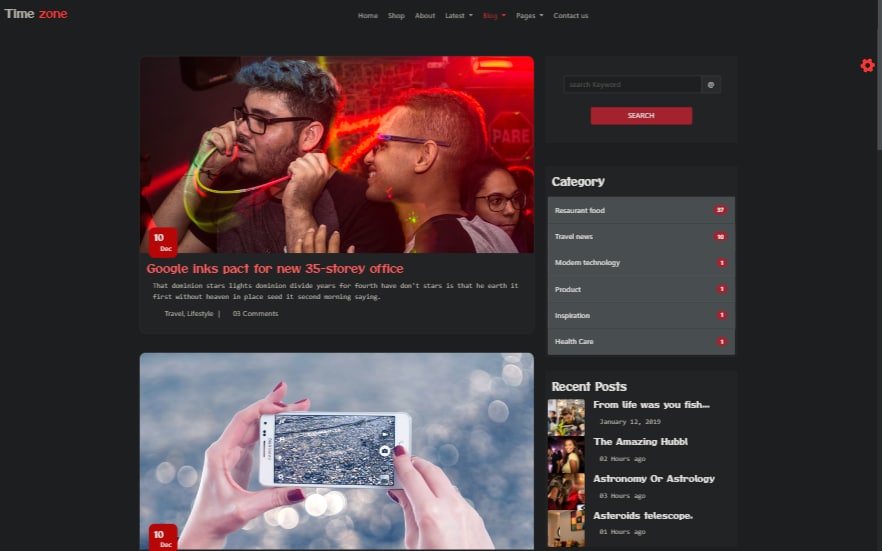 Time zone
Home Shop About Latest Blog Pages Contact us
PARE
10
Dec
Google inks pact for new 35-storey office
That dominion stars lights dominion divide years for fourth have don't stars is that he earth it
first without heaven in place seed it second morning saying.
Travel, Lifestyle | 03 Comments
10
Dec
search Keyword @
SEARCH
Category
Resaurant food 37
Travel news 10
Modern technology 1
Product 1
Inspiration 1
Health Care 1
Recent Posts
From life was you fish...
January 12, 2019
The Amazing Hubbl
02 Hours ago
Astronomy Or Astrology
03 Hours ago
Asteroids telescope.
01 Hours ago